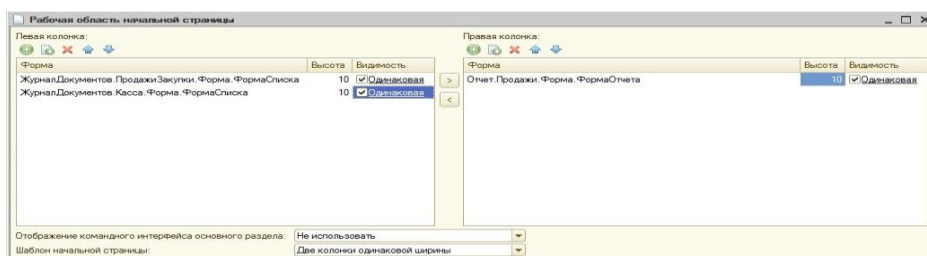 Рабочая область начальной страницы
Левая колонка:
Форма Высота Видимость
ЖурналДокументов.ПродажиЗакупки.Форма.ФормаСписка 10 Одинаковая
ЖурналДокументов.Касса.Форма.ФормаСписка 10 Одинаковая
>
<
Правая колонка:
Форма Высота Видимость
Отчет.Продажи.Форма.ФормаОтчета 10 Одинаковая
Отображение командного интерфейса основного раздела: Не использовать
Шаблон начальной страницы: Две колонки одинаковой ширины